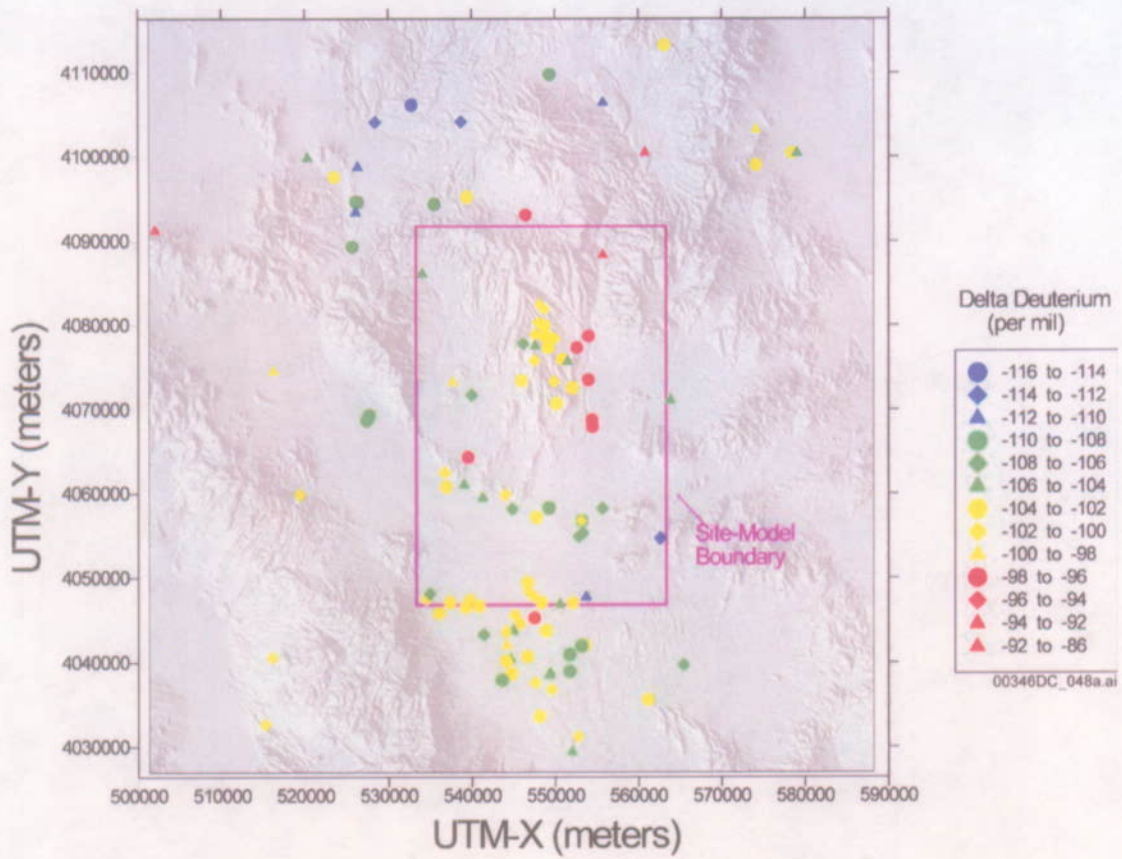 4110000
4100000
4090000
4080000
4070000
4060000
4050000
4040000
4030000
UTM-Y (meters)
500000 510000 520000 530000 540000 550000 560000 570000 580000 590000
UTM-X (meters)
Site-Model
Boundary
Delta Deuterium
(per mil)
-116 to -114
-114 to -112
-112 to -110
-110 to -108
-108 to -106
-106 to -104
-104 to -102
-102 to -100
-100 to -98
-98 to -96
-96 to -94
-94 to -92
-92 to -86
00346DC_048a.ai